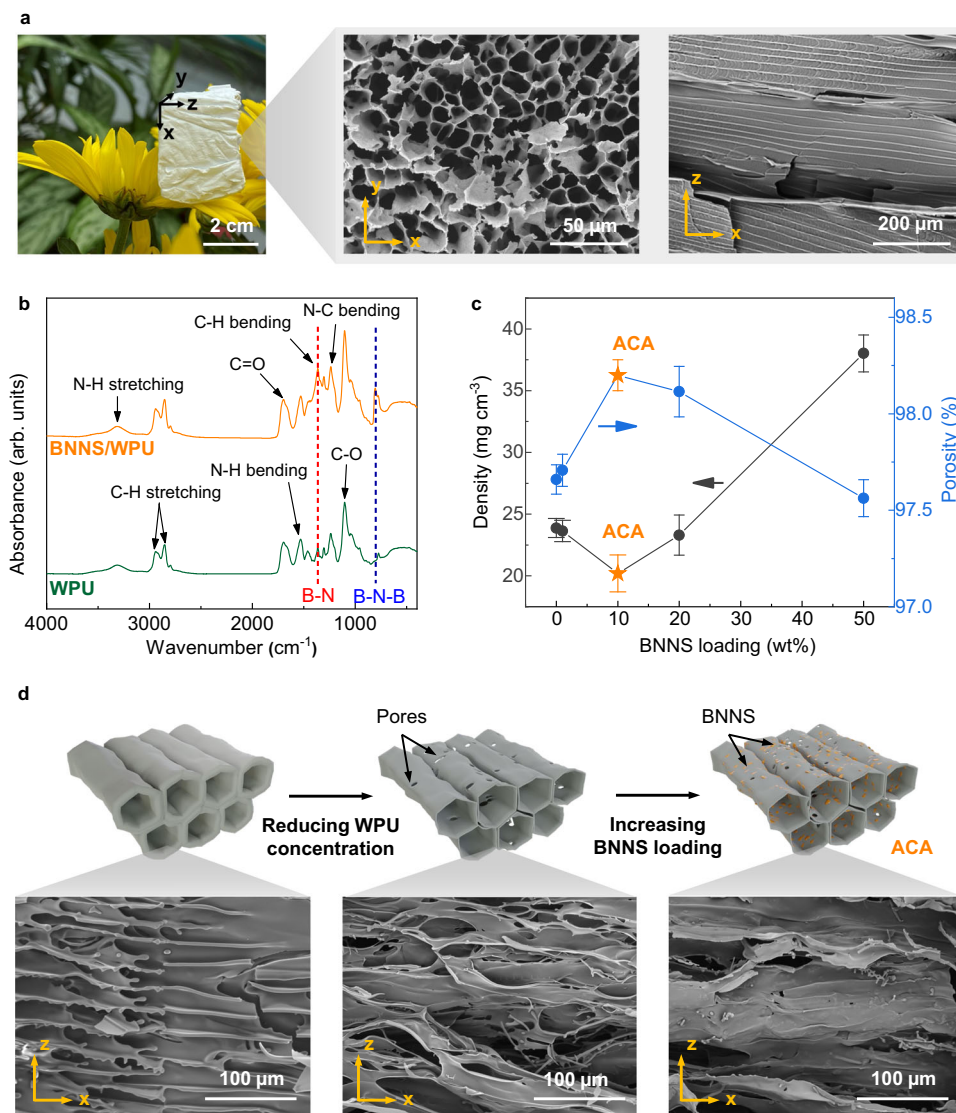 a
y
z
x
2 cm
y
x
50 µm
z
x
200 µm
b
Absorbance (arb. units)
N-H stretching
C=O
C-H bending
N-C bending
BNNS/WPU
C-H stretching
N-H bending
C-O
WPU
B-N
B-N-B
4000 3000 2000 1000
Wavenumber (cm⁻¹)
c
Density (mg cm⁻³)
40
35
30
25
20
ACA
ACA
98.5
98.0
97.5
97.0
Porosity (%)
0 10 20 30 40 50
BNNS loading (wt%)
d
Pores
BNNS
Reducing WPU
concentration
Increasing
BNNS loading
ACA
z
x
100 µm
z
x
100 µm
z
x
100 µm